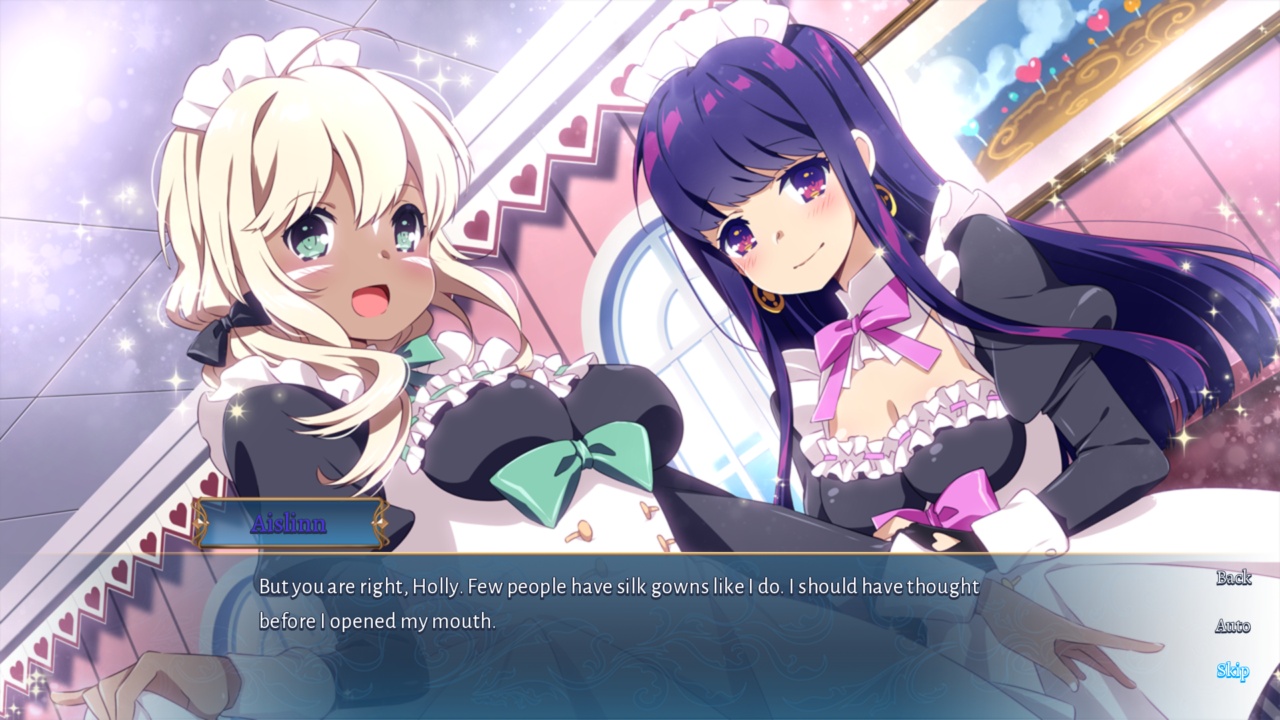 Aislinn
But you are right, Holly. Few people have silk gowns like I do. I should have thought
before I opened my mouth.
Back
Auto
Skip